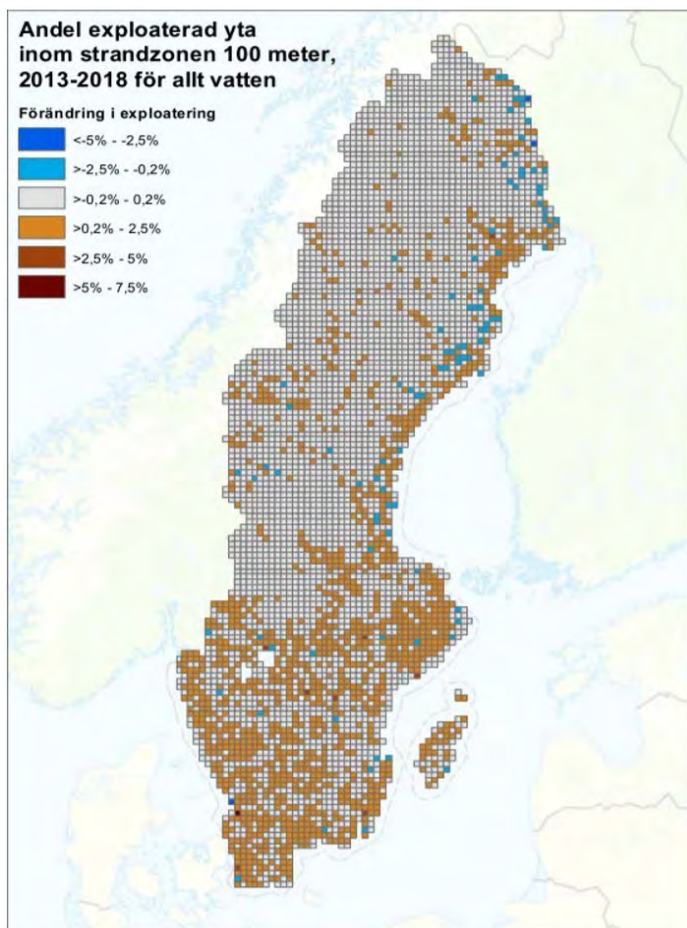 Andel exploaterad yta
inom strandzonen 100 meter,
2013-2018 för allt vatten
Förändring i exploatering
<-5% - -2,5%
>-2,5% - -0,2%
>-0,2% - 0,2%
>0,2% - 2,5%
>2,5% - 5%
>5% - 7,5%